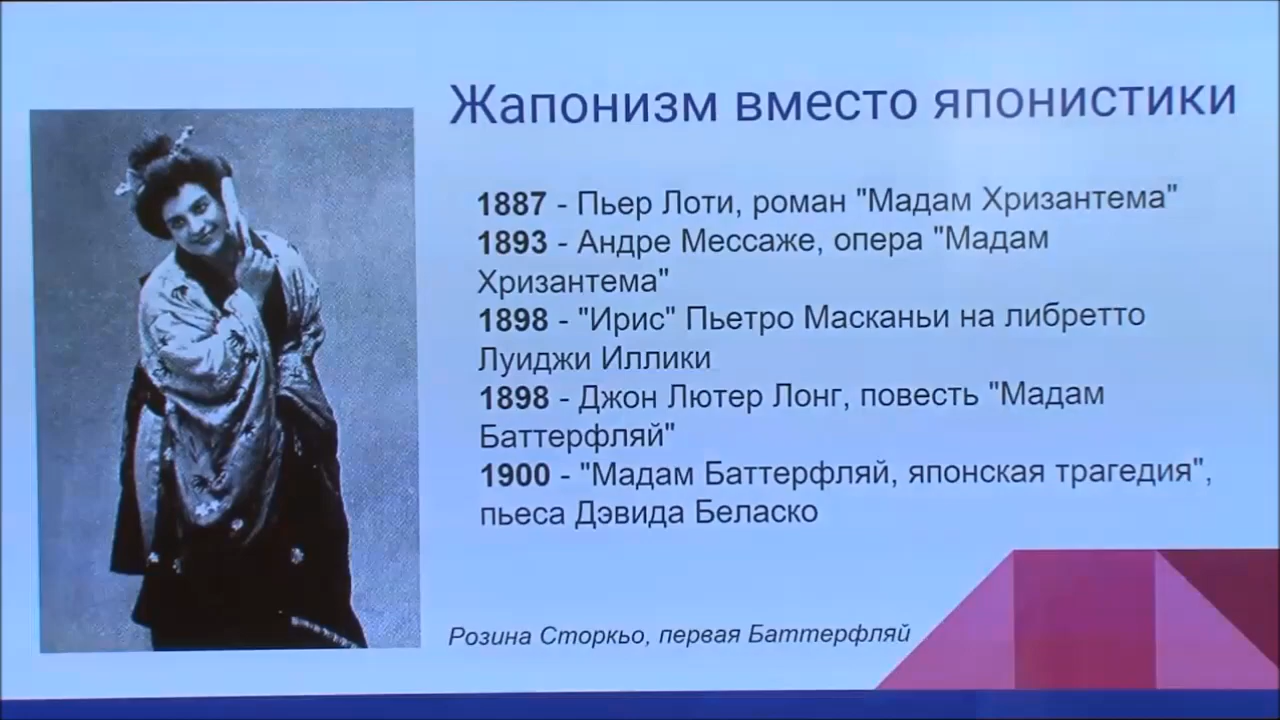 Жапонизм вместо японистики
1887 - Пьер Лоти, роман "Мадам Хризантема"
1893 - Андре Мессаже, опера "Мадам
Хризантема"
1898 - "Ирис" Пьетро Масканьи на либретто
Луиджи Иллики
1898 - Джон Лютер Лонг, повесть "Мадам
Баттерфляй"
1900 - "Мадам Баттерфляй, японская трагедия",
пьеса Дэвида Беласко
Розина Сторкьо, первая Баттерфляй